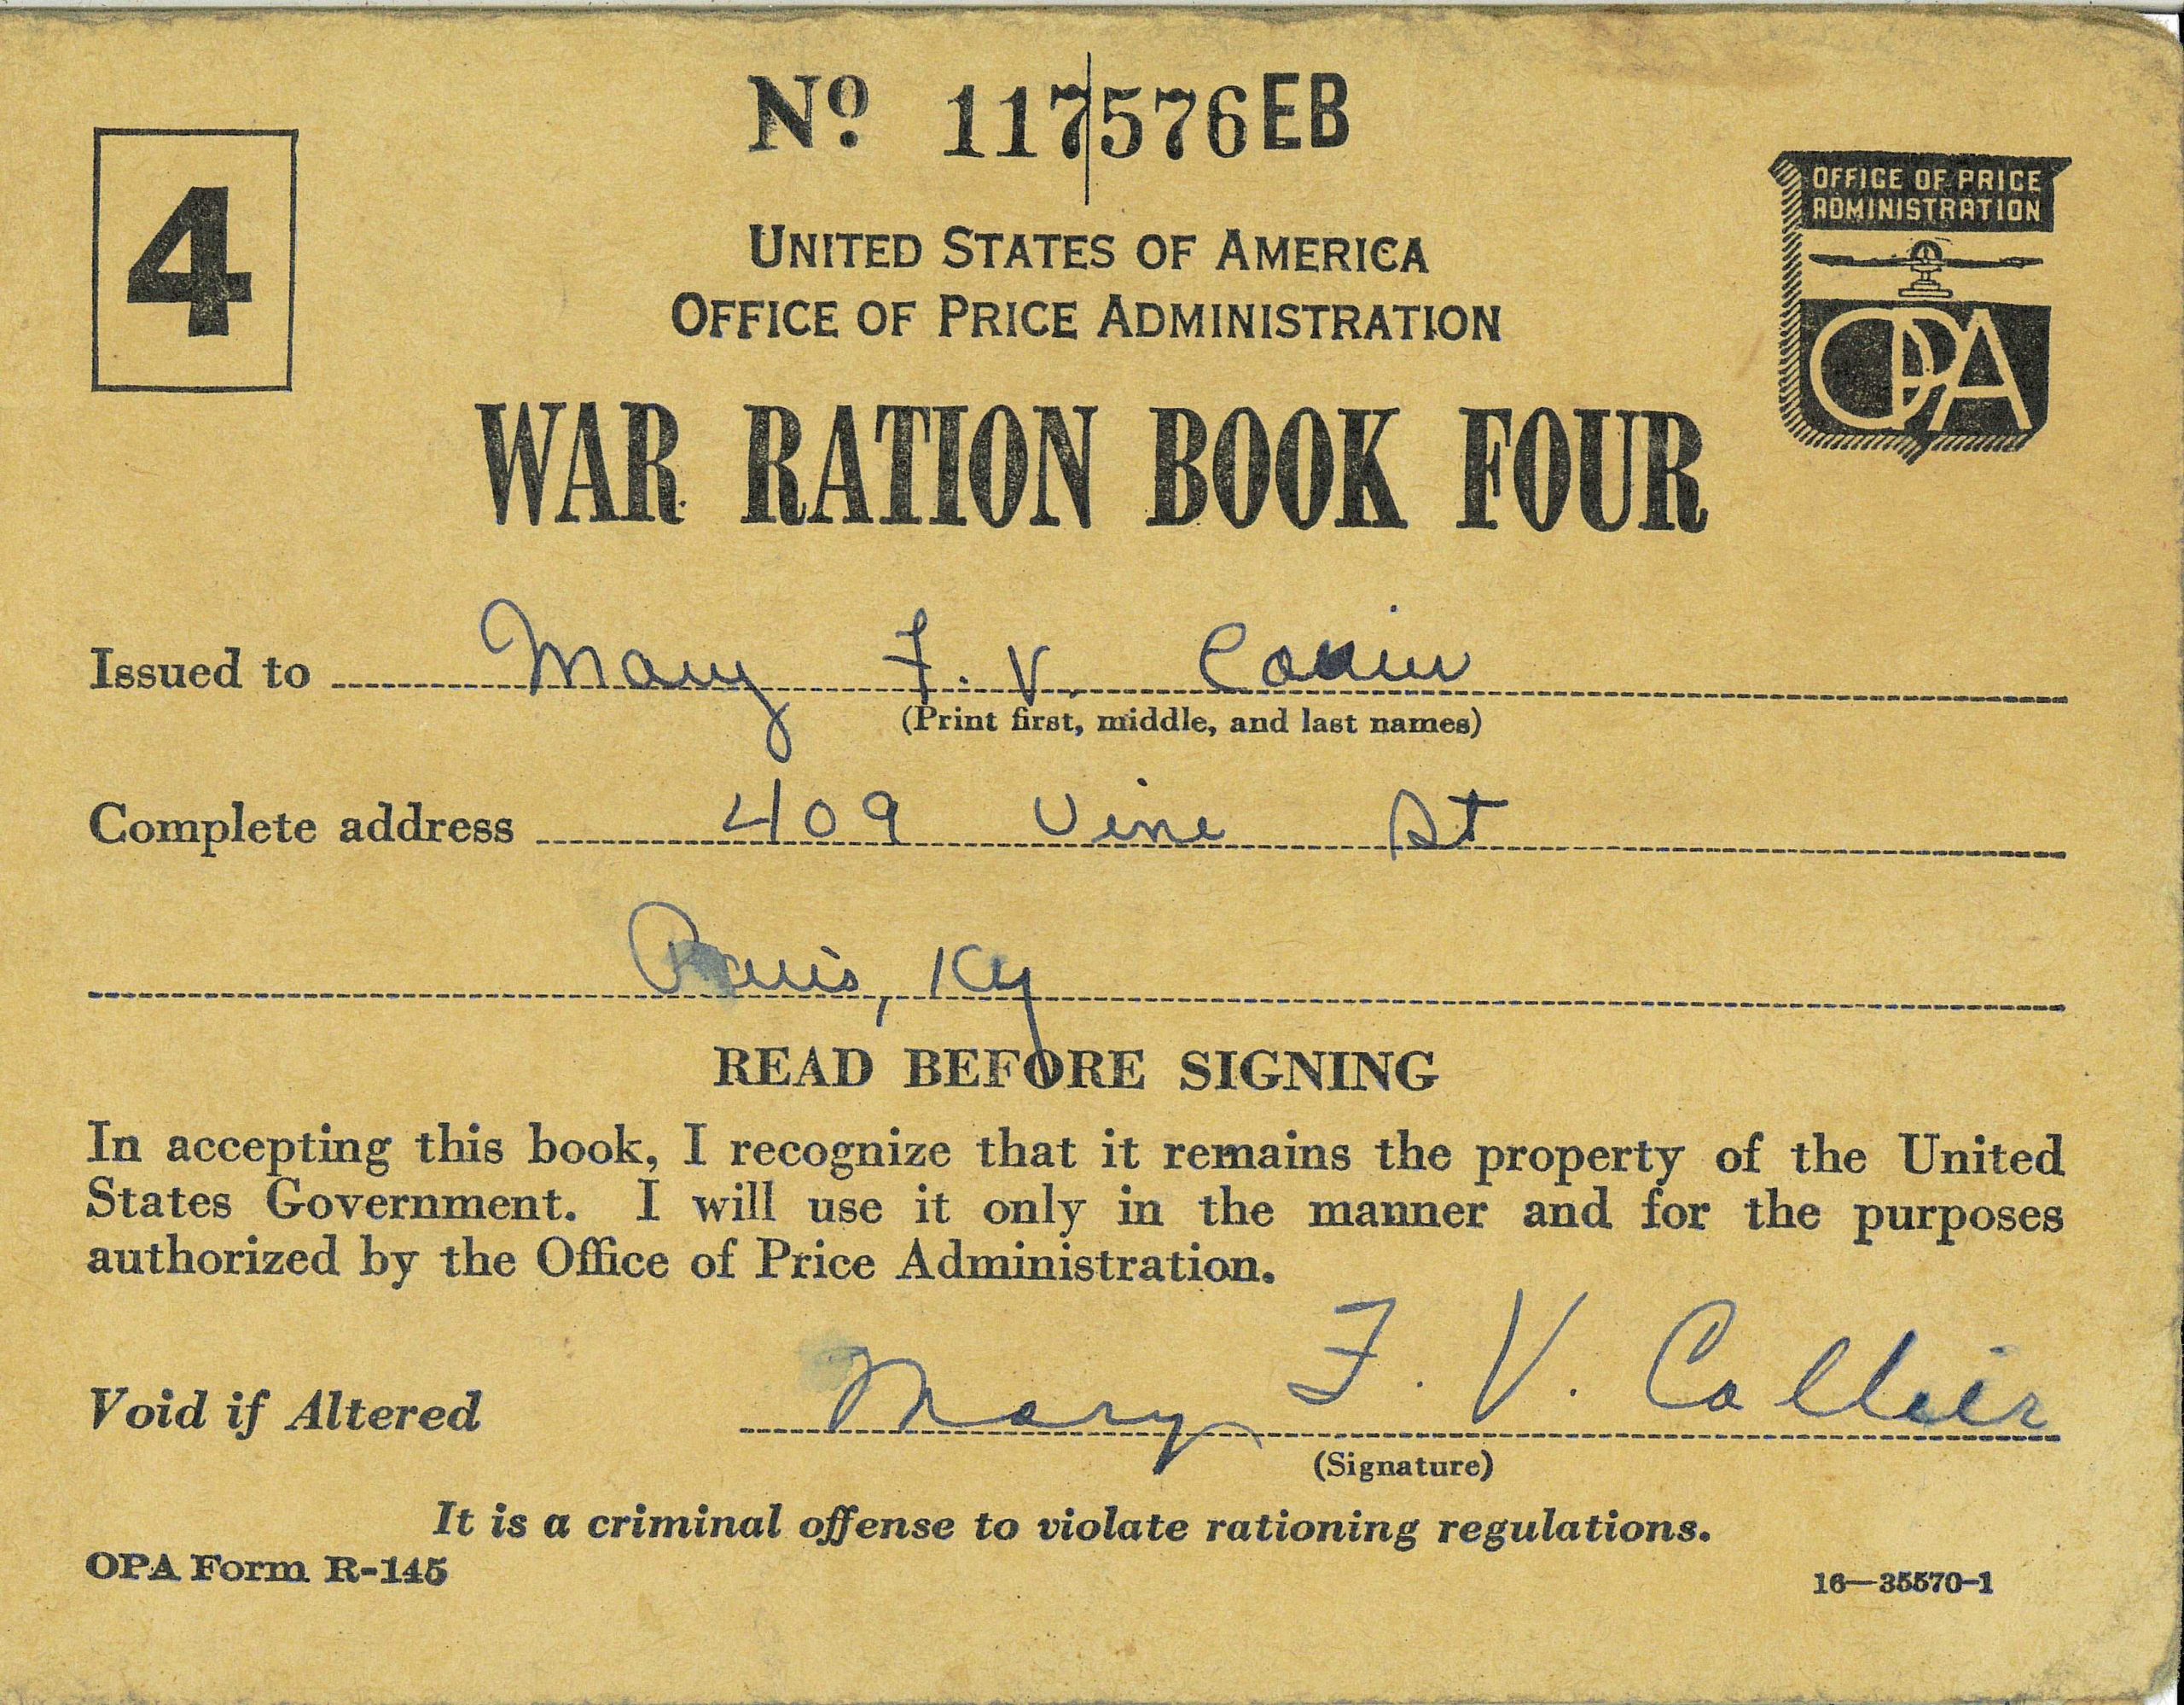 Nº 117576EB
4
OFFICE OF PRICE
ADMINISTRATION
OPA
UNITED STATES OF AMERICA
OFFICE OF PRICE ADMINISTRATION
WAR RATION BOOK FOUR
Issued to Mary F. V.
(Print first, middle, and last names)
Complete address 409 Vine St
Paris, Ky
READ BEFORE SIGNING
In accepting this book, I recognize that it remains the property of the United
States Government. I will use it only in the manner and for the purposes
authorized by the Office of Price Administration.
Void if Altered Mary F. V. Collier
(Signature)
It is a criminal offense to violate rationing regulations.
OPA Form R-145 16—35570-1